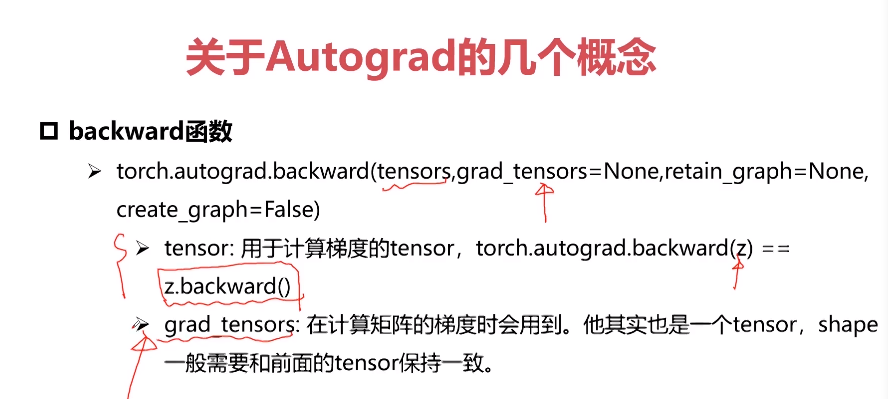 关于Autograd的几个概念
backward函数
torch.autograd.backward(tensors,grad_tensors=None,retain_graph=None,
create_graph=False)
tensor: 用于计算梯度的tensor，torch.autograd.backward(z) ==
z.backward()
grad_tensors: 在计算矩阵的梯度时会用到。他其实也是一个tensor，shape
一般需要和前面的tensor保持一致。